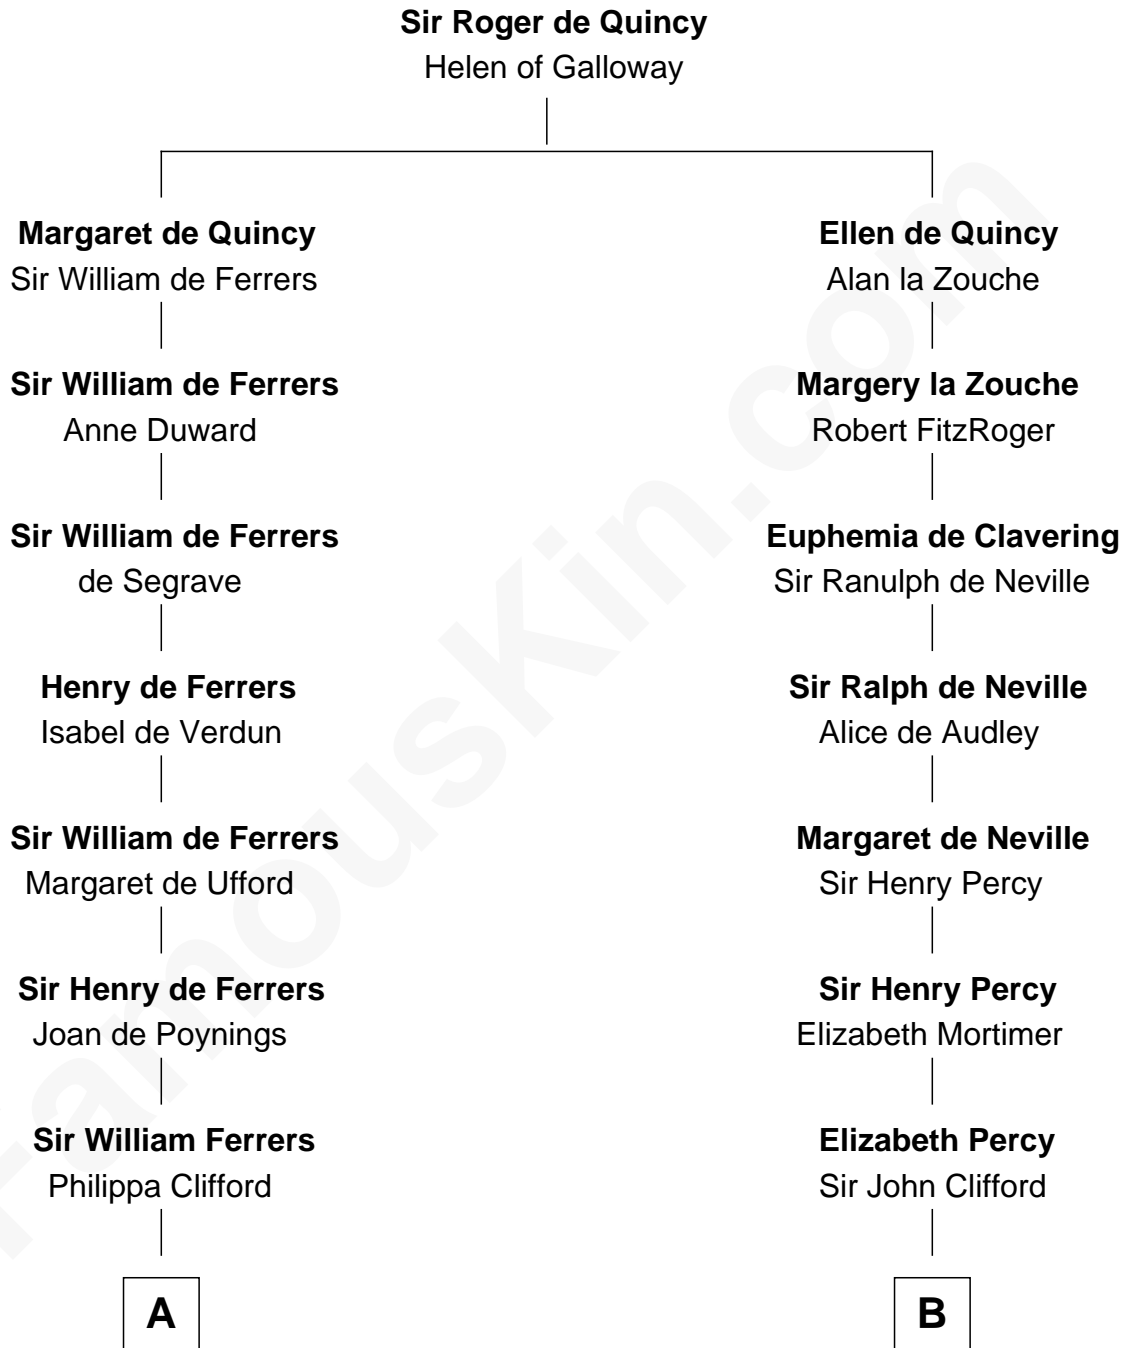 Sir Roger de Quincy
Helen of Galloway
Margaret de Quincy
Sir William de Ferrers
Ellen de Quincy
Alan la Zouche
Sir William de Ferrers
Anne Duward
Margery la Zouche
Robert FitzRoger
Sir William de Ferrers
de Segrave
Euphemia de Clavering
Sir Ranulph de Neville
Henry de Ferrers
Isabel de Verdun
Sir Ralph de Neville
Alice de Audley
Sir William de Ferrers
Margaret de Ufford
Margaret de Neville
Sir Henry Percy
Sir Henry de Ferrers
Joan de Poynings
Sir Henry Percy
Elizabeth Mortimer
Sir William Ferrers
Philippa Clifford
Elizabeth Percy
Sir John Clifford
A
B
FamousKin.com